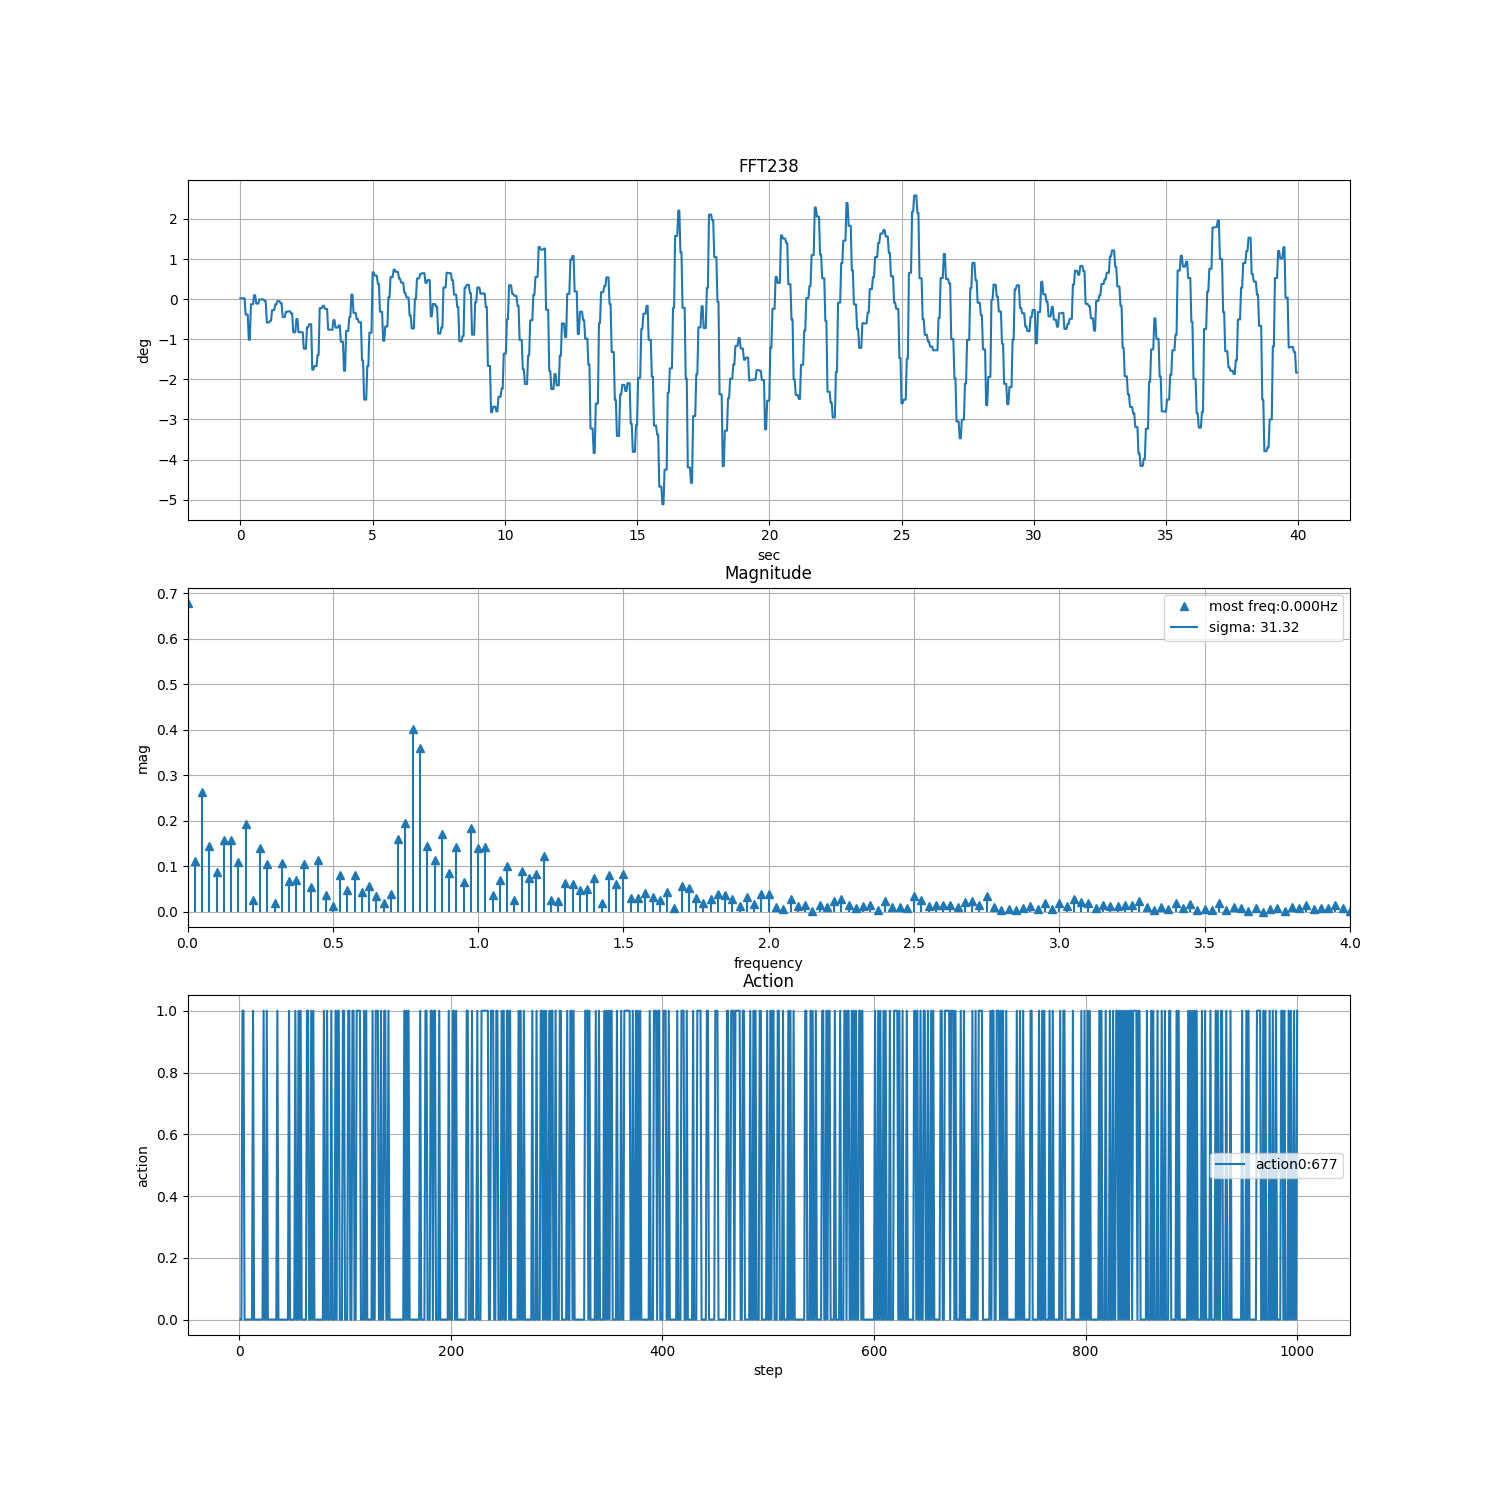 FFT238
2
1
0
−1
−2
−3
−4
−5
deg
0 5 10 15 20 25 30 35 40
sec
Magnitude
0.7
0.6
0.5
0.4
0.3
0.2
0.1
0.0
mag
most freq:0.000Hz
sigma: 31.32
0.0 0.5 1.0 1.5 2.0 2.5 3.0 3.5 4.0
frequency
Action
1.0
0.8
0.6
0.4
0.2
0.0
action
action0:677
0 200 400 600 800 1000
step